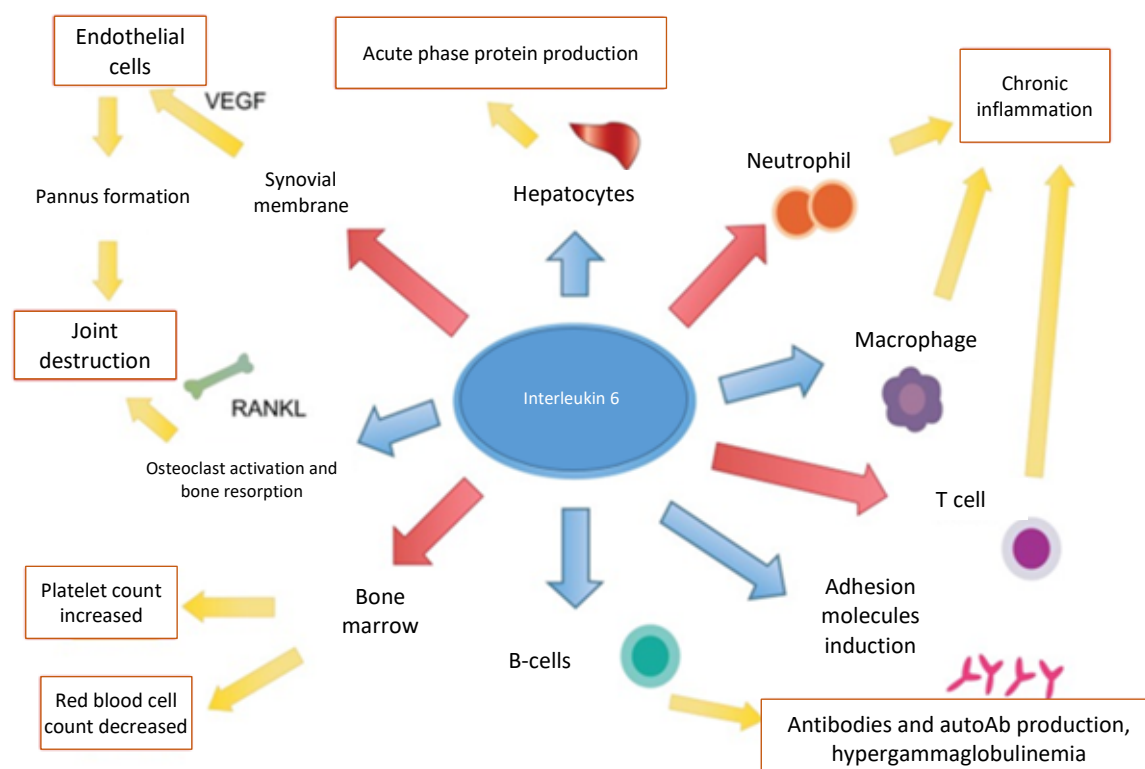 Endothelial
cells
VEGF
Acute phase protein production
Chronic
inflammation
Neutrophil
Pannus formation
Synovial
membrane
Hepatocytes
Joint
destruction
RANKL
Interleukin 6
Macrophage
Osteoclast activation and
bone resorption
T cell
Platelet count
increased
Bone
marrow
B-cells
Adhesion
molecules
induction
Red blood cell
count decreased
Antibodies and autoAb production,
hypergammaglobulinemia